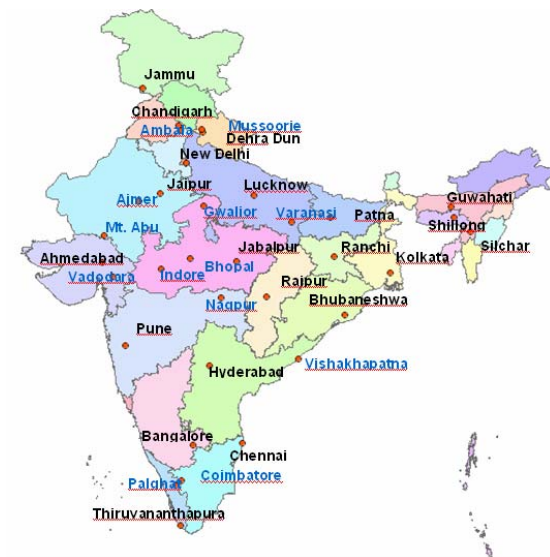 Jammu
Chandigarh
Ambala
Mussoorie
Dehra Dun
New Delhi
Jaipur
Lucknow
Ajmer
Gwalior
Varanasi
Patna
Guwahati
Mt. Abu
Shillong
Silchar
Ahmedabad
Jabalpur
Ranchi
Kolkata
Vadodora
Indore
Bhopal
Raipur
Nagpur
Bhubaneshwa
Pune
Vishakhapatna
Hyderabad
Bangalore
Chennai
Palghat
Coimbatore
Thiruvananthapura